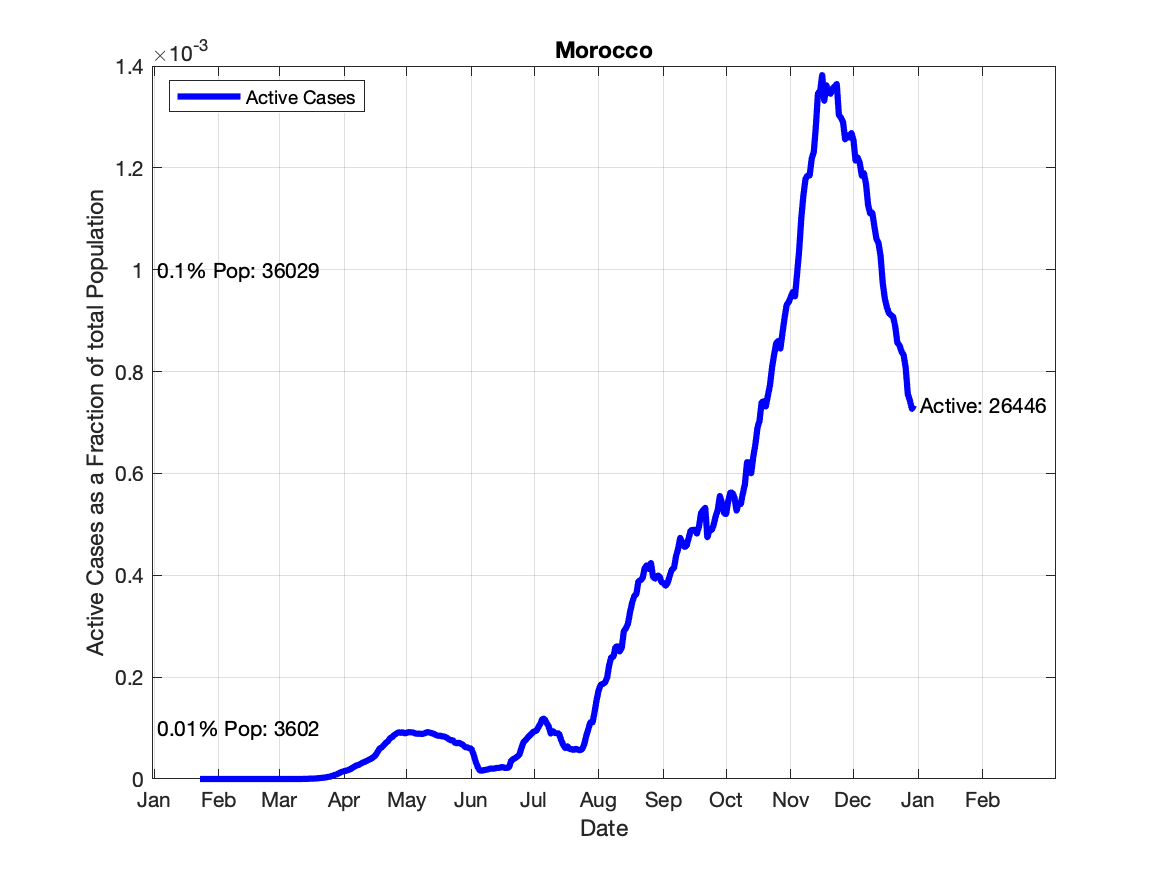 Morocco
×10-3
Active Cases
1.4
1.2
1
0.8
0.6
0.4
0.2
0
0.1% Pop: 36029
0.01% Pop: 3602
Active: 26446
Active Cases as a Fraction of total Population
Jan Feb Mar Apr May Jun Jul Aug Sep Oct Nov Dec Jan Feb
Date